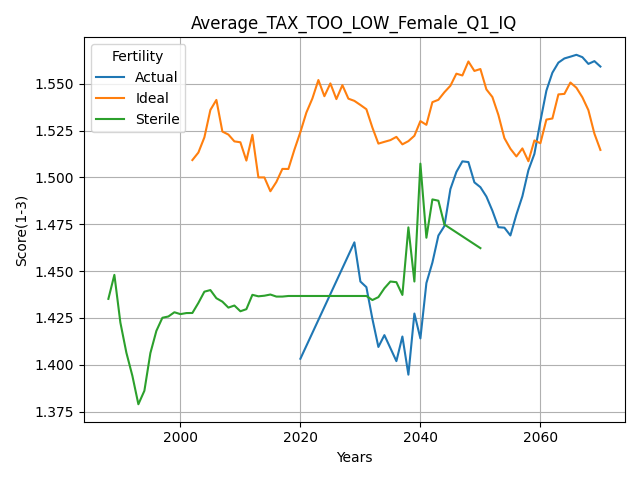 Average_TAX_TOO_LOW_Female_Q1_IQ
Fertility
Actual
Ideal
Sterile
Score(1-3)
1.550
1.525
1.500
1.475
1.450
1.425
1.400
1.375
2000
2020
2040
2060
Years